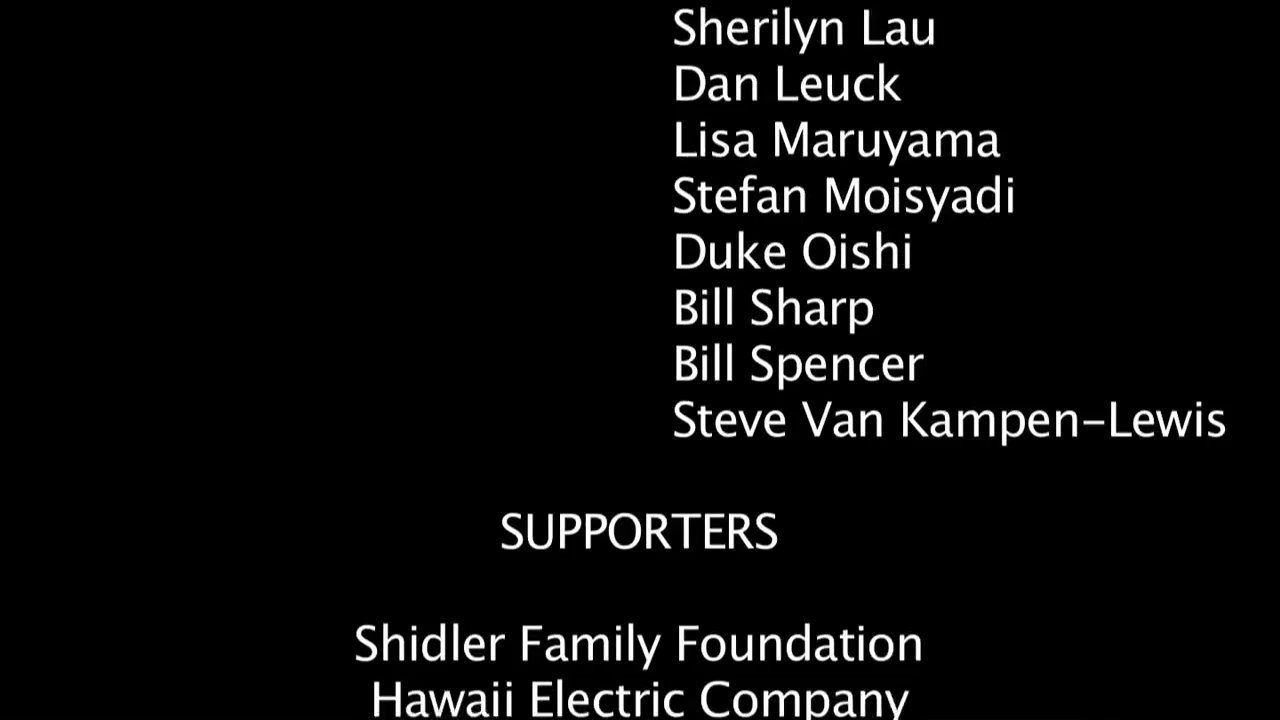 Sherilyn Lau
Dan Leuck
Lisa Maruyama
Stefan Moisyadi
Duke Oishi
Bill Sharp
Bill Spencer
Steve Van Kampen-Lewis
SUPPORTERS
Shidler Family Foundation
Hawaii Electric Company